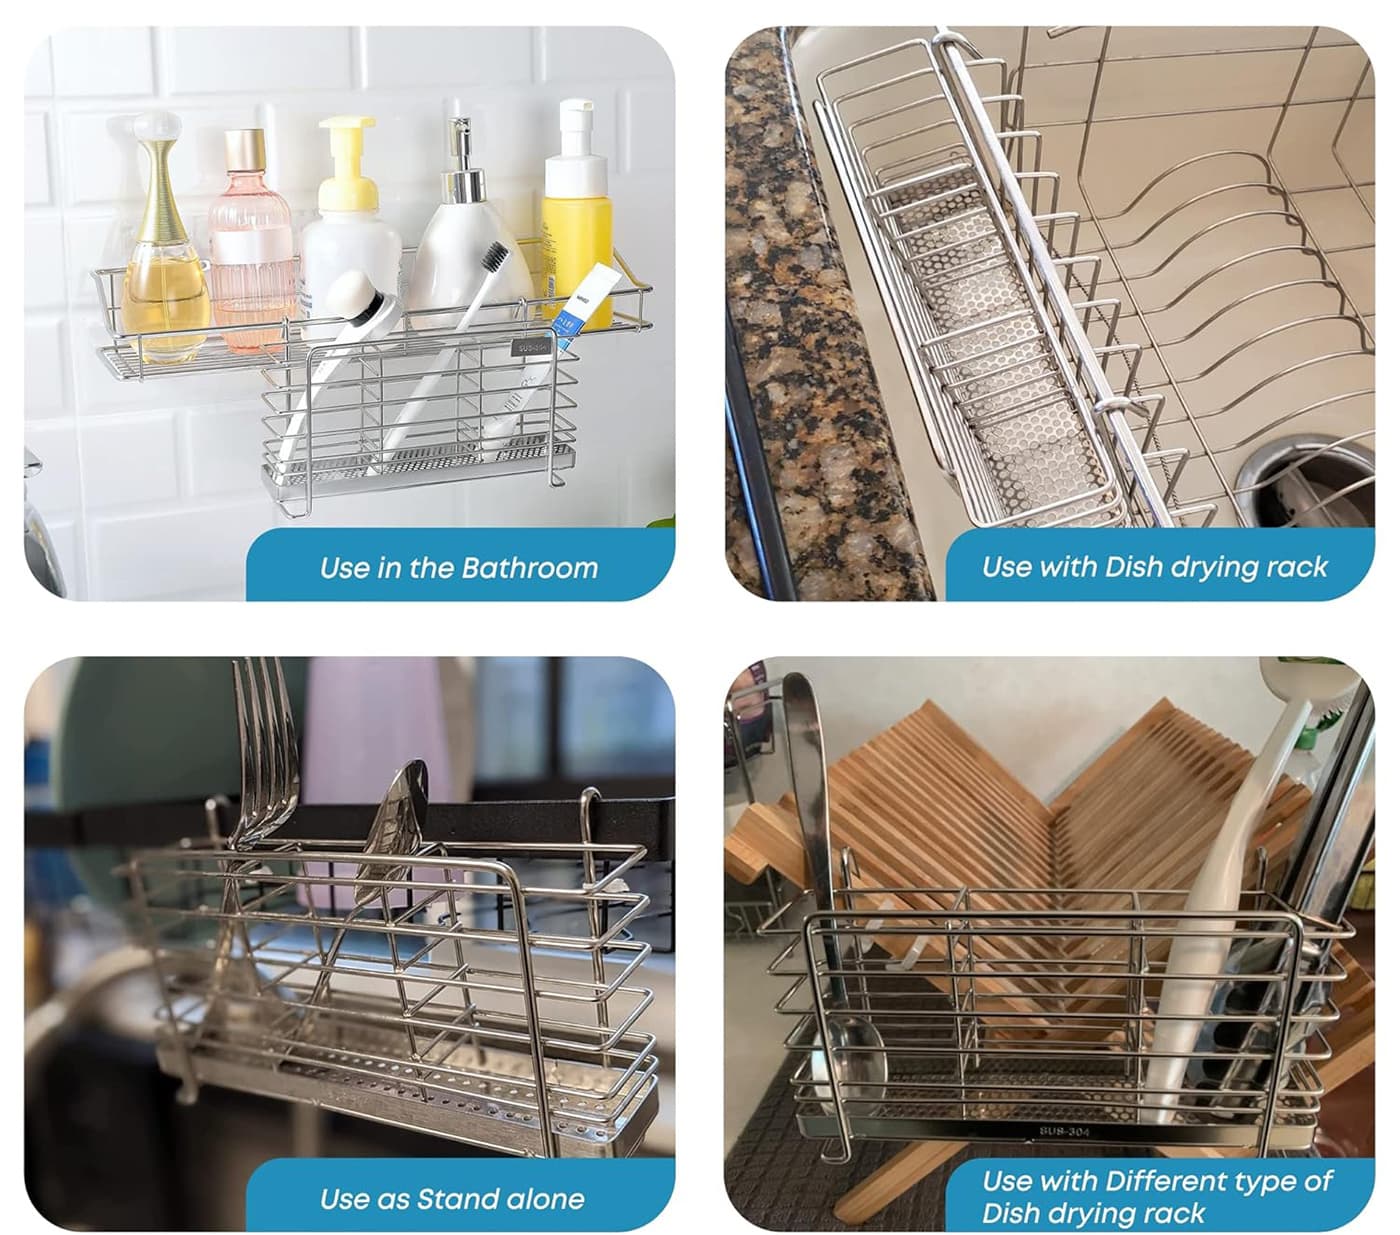 SUS-304
Use in the Bathroom
Use with Dish drying rack
Use as Stand alone
SUS-304
Use with Different type of
Dish drying rack